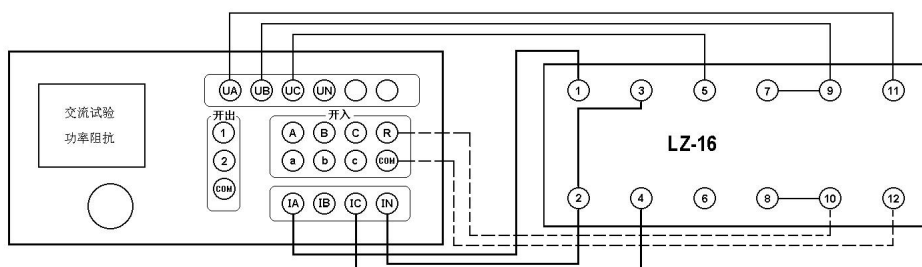 UA UB UC UN
交流试验
功率阻抗
开出
1
2
COM
开入
A B C R
a b c COM
IA IB IC IN
1 3 5 7 9 11
LZ-16
2 4 6 8 10 12